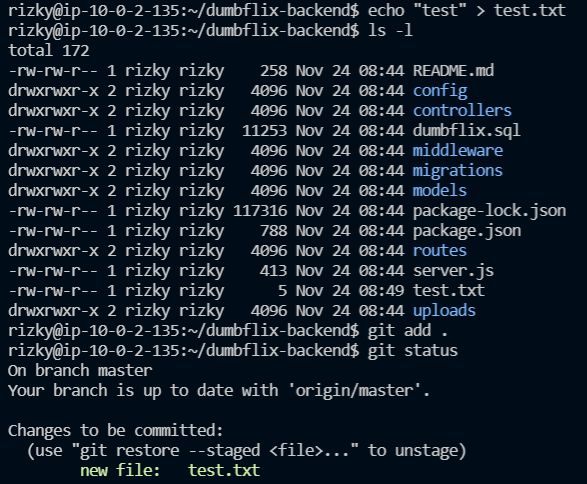 rizky@ip-10-0-2-135:~/dumbflix-backend$ echo "test" > test.txt
rizky@ip-10-0-2-135:~/dumbflix-backend$ ls -l
total 172
-rw-rw-r-- 1 rizky rizky    258 Nov 24 08:44 README.md
drwxrwxr-x 2 rizky rizky   4096 Nov 24 08:44 config
drwxrwxr-x 2 rizky rizky   4096 Nov 24 08:44 controllers
-rw-rw-r-- 1 rizky rizky  11253 Nov 24 08:44 dumbflix.sql
drwxrwxr-x 2 rizky rizky   4096 Nov 24 08:44 middleware
drwxrwxr-x 2 rizky rizky   4096 Nov 24 08:44 migrations
drwxrwxr-x 2 rizky rizky   4096 Nov 24 08:44 models
-rw-rw-r-- 1 rizky rizky 117316 Nov 24 08:44 package-lock.json
-rw-rw-r-- 1 rizky rizky    788 Nov 24 08:44 package.json
drwxrwxr-x 2 rizky rizky   4096 Nov 24 08:44 routes
-rw-rw-r-- 1 rizky rizky    413 Nov 24 08:44 server.js
-rw-rw-r-- 1 rizky rizky      5 Nov 24 08:49 test.txt
drwxrwxr-x 2 rizky rizky   4096 Nov 24 08:44 uploads
rizky@ip-10-0-2-135:~/dumbflix-backend$ git add .
rizky@ip-10-0-2-135:~/dumbflix-backend$ git status
On branch master
Your branch is up to date with 'origin/master'.

Changes to be committed:
  (use "git restore --staged <file>..." to unstage)
        new file:   test.txt